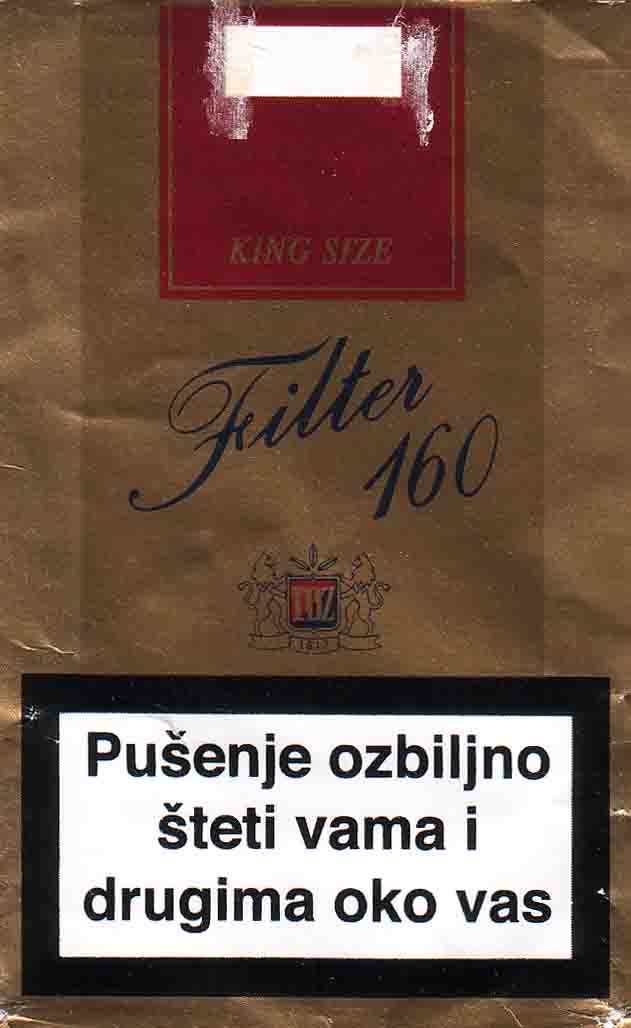 KING SIZE
Filter
160
Pušenje ozbiljno
šteti vama i
drugima oko vas